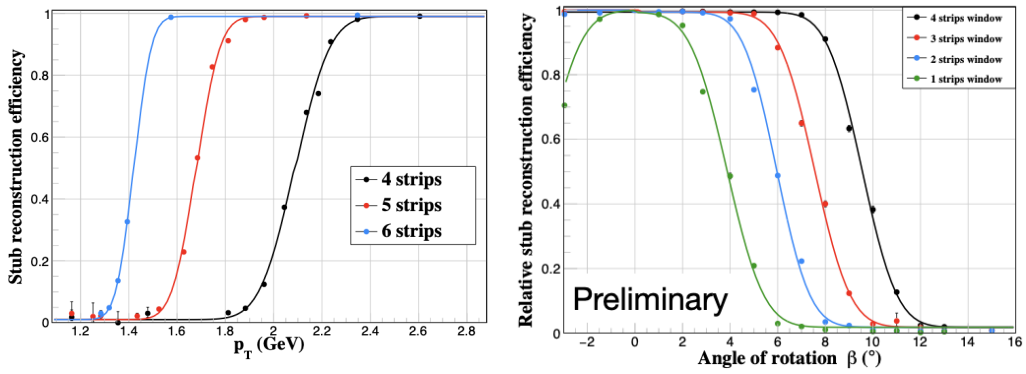 Stub reconstruction efficiency
1
0.8
0.6
0.4
0.2
0
4 strips
5 strips
6 strips
1.2 1.4 1.6 1.8 2 2.2 2.4 2.6 2.8
p_T (GeV)
Relative stub reconstruction efficiency
1
0.8
0.6
0.4
0.2
0
4 strips window
3 strips window
2 strips window
1 strips window
Preliminary
−2 0 2 4 6 8 10 12 14 16
Angle of rotation β (°)